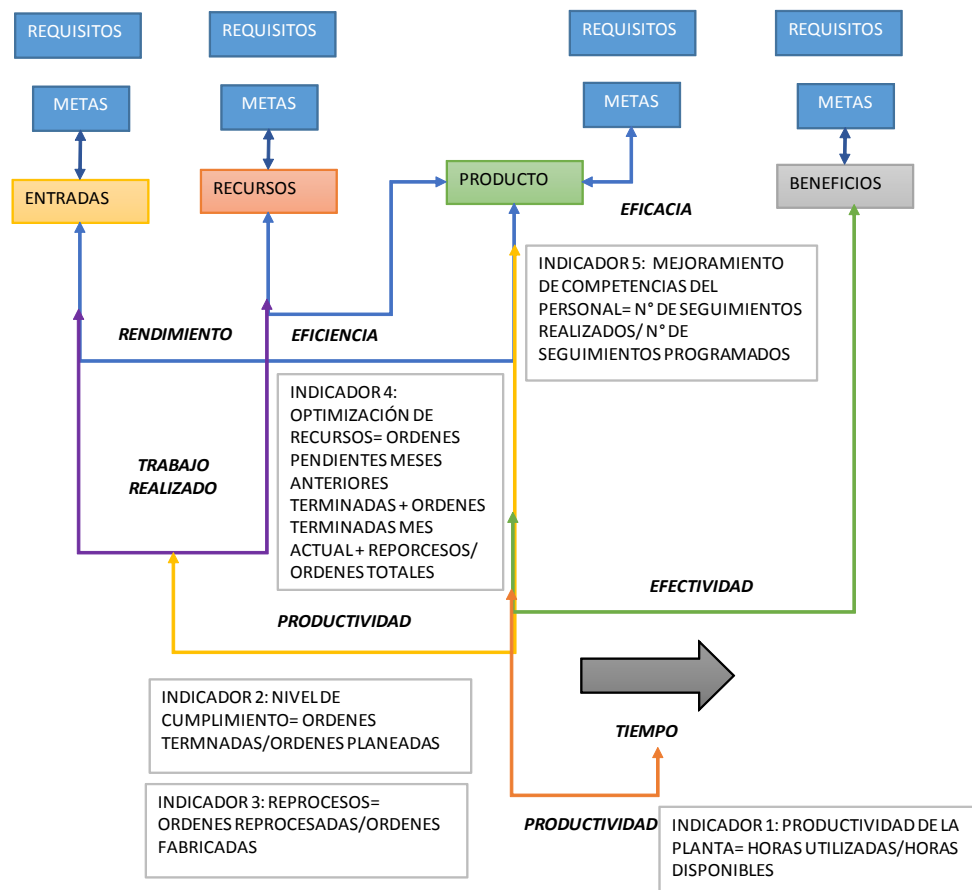 REQUISITOS
REQUISITOS
REQUISITOS
REQUISITOS
METAS
METAS
METAS
METAS
ENTRADAS
RECURSOS
PRODUCTO
BENEFICIOS
EFICACIA
RENDIMIENTO
EFICIENCIA
INDICADOR 5: MEJORAMIENTO
DE COMPETENCIAS DEL
PERSONAL= N° DE SEGUIMIENTOS
REALIZADOS/ N° DE
SEGUIMIENTOS PROGRAMADOS
INDICADOR 4:
OPTIMIZACIÓN DE
RECURSOS= ORDENES
PENDIENTES MESES
ANTERIORES
TERMINADAS + ORDENES
TERMINADAS MES
ACTUAL + REPORCESOS/
ORDENES TOTALES
TRABAJO
REALIZADO
EFECTIVIDAD
PRODUCTIVIDAD
INDICADOR 2: NIVEL DE
CUMPLIMIENTO= ORDENES
TERMNADAS/ORDENES PLANEADAS
TIEMPO
INDICADOR 3: REPROCESOS=
ORDENES REPROCESADAS/ORDENES
FABRICADAS
PRODUCTIVIDAD
INDICADOR 1: PRODUCTIVIDAD DE LA
PLANTA= HORAS UTILIZADAS/HORAS
DISPONIBLES